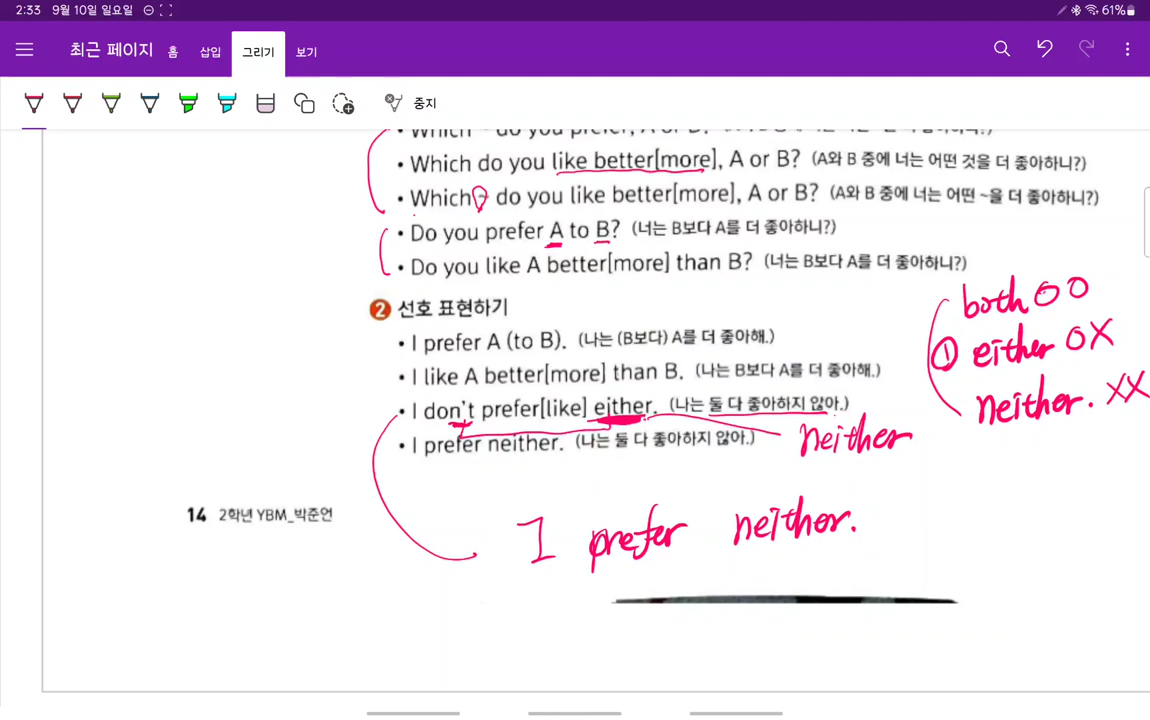 2:33 9월 10일 일요일 61%
최근 페이지 홈 삽입 그리기 보기
중지
• Which ~ do you prefer, A or B?
• Which do you like better[more], A or B? (A와 B 중에 너는 어떤 것을 더 좋아하니?)
• Which ~ do you like better[more], A or B? (A와 B 중에 너는 어떤 ~을 더 좋아하니?)
• Do you prefer A to B? (너는 B보다 A를 더 좋아하니?)
• Do you like A better[more] than B? (너는 B보다 A를 더 좋아하니?)
both O O
2 선호 표현하기
• I prefer A (to B). (나는 (B보다) A를 더 좋아해.)
① either O X
• I like A better[more] than B. (나는 B보다 A를 더 좋아해.)
neither. X X
• I don't prefer[like] either. (나는 둘 다 좋아하지 않아.)
neither
• I prefer neither. (나는 둘 다 좋아하지 않아.)
14 2학년 YBM_박준언
I prefer neither.